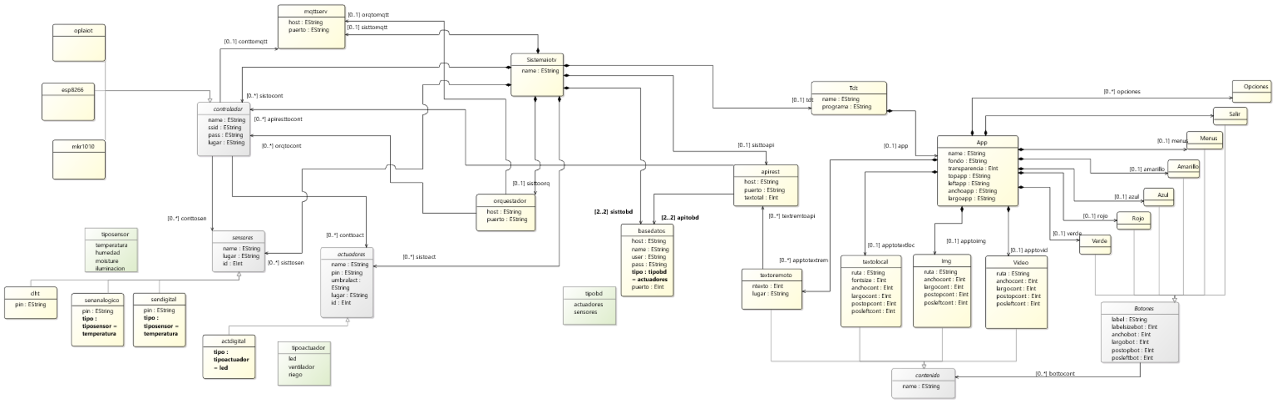 mqttserv
host : EString
puerto : EString
[0..1] orqtomqtt
[0..1] sisttomqtt
[0..1] conttomqtt
oplaiot
esp8266
mkr1010
controlador
name : EString
ssid : EString
pass : EString
lugar : EString
[0..*] sistocont
[0..*] apiresttocont
[0..*] orqtocont
Sistemaiotv
name : EString
Tdt
name : EString
programa : EString
[0..1] tdt
[0..1] app
App
name : EString
fondo : EString
transparencia : EInt
topapp : EString
leftapp : EString
anchoapp : EString
largoapp : EString
[0..*] opciones
Opciones
Salir
[0..1] menus
Menus
[0..1] amarillo
Amarillo
[0..1] azul
Azul
[0..1] rojo
Rojo
[0..1] verde
Verde
[0..1] sisttoapi
apirest
host : EString
puerto : EString
textotal : EInt
[0..1] sisttoorq
orquestador
host : EString
puerto : EString
[2..2] sisttobd
[2..2] apitobd
basedatos
host : EString
name : EString
user : EString
pass : EString
tipo : tipobd
= actuadores
puerto : EInt
[0..*] textremtoapi
[0..*] apptotextrem
textoremoto
ntexto : EInt
lugar : EString
[0..*] apptotextloc
textolocal
ruta : EString
fontsize : EInt
anchocont : EInt
largocont : EInt
postopcont : EInt
posleftcont : EInt
[0..*] apptoimg
Img
ruta : EString
anchocont : EInt
largocont : EInt
postopcont : EInt
posleftcont : EInt
[0..*] apptovid
Video
ruta : EString
anchocont : EInt
largocont : EInt
postopcont : EInt
posleftcont : EInt
[0..*] conttosae
sensores
name : EString
lugar : EString
id : EInt
[0..*] sisttosen
[0..*] conttoact
actuadores
name : EString
pin : EString
umbralact :
EString
lugar : EString
id : EInt
[0..*] sistoact
tiposensor
temperatura
humedad
moisture
iluminacion
dht
pin : EString
senanalogico
pin : EString
tipo :
tiposensor =
temperatura
sendigital
pin : EString
tipo :
tiposensor =
temperatura
actdigital
tipo :
tipoactuador
= led
tipoactuador
led
ventilador
riego
tipobd
actuadores
sensores
Botones
label : EString
labelsizebot : EInt
anchobot : EInt
largobot : EInt
postopbot : EInt
posleftbot : EInt
contenido
name : EString
[0..*] bottocont